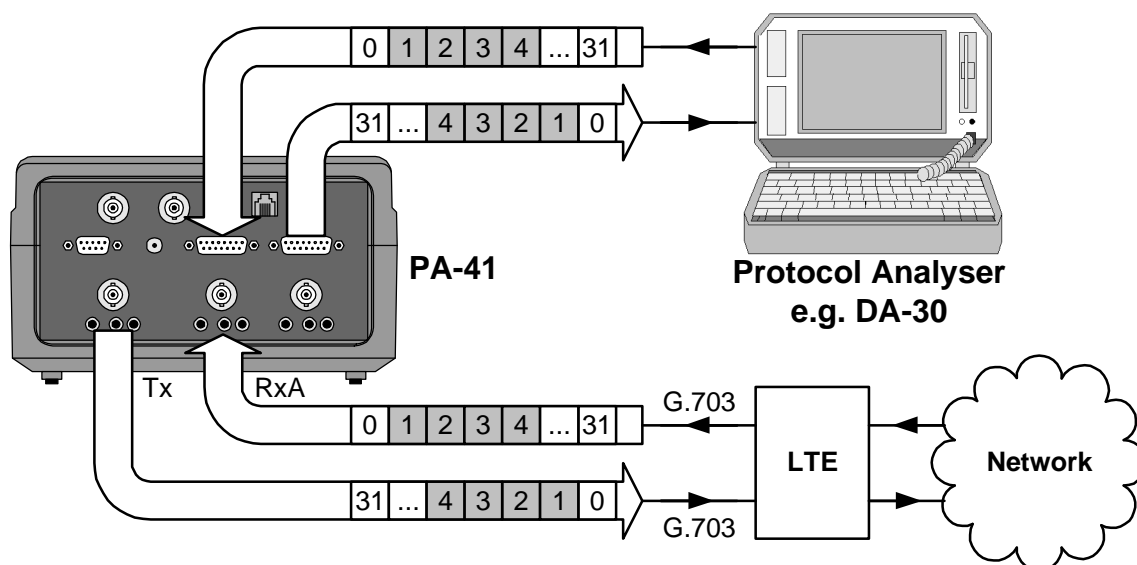 0 1 2 3 4 ... 31
31 ... 4 3 2 1 0
PA-41
Protocol Analyser
e.g. DA-30
Tx
RxA
G.703
0 1 2 3 4 ... 31
LTE
Network
31 ... 4 3 2 1 0
G.703